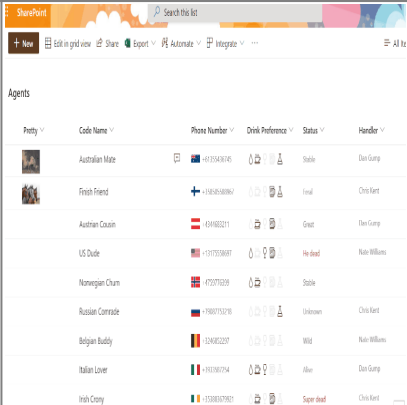 SharePoint
Search this list
New Edit in grid view Share Export Automate Integrate ··· All Ite
Agents
Pretty Code Name Phone Number Drink Preference Status Handler
Australian Mate Stable Dan Gump
Finish Friend Final Chris Kent
Austrian Cousin Great Dan Gump
US Dude He dead Nate Williams
Norwegian Chum Stable
Russian Comrade Unknown Chris Kent
Belgian Buddy Wild Nate Williams
Italian Lover Alive Dan Gump
Irish Crony Super dead Chris Kent